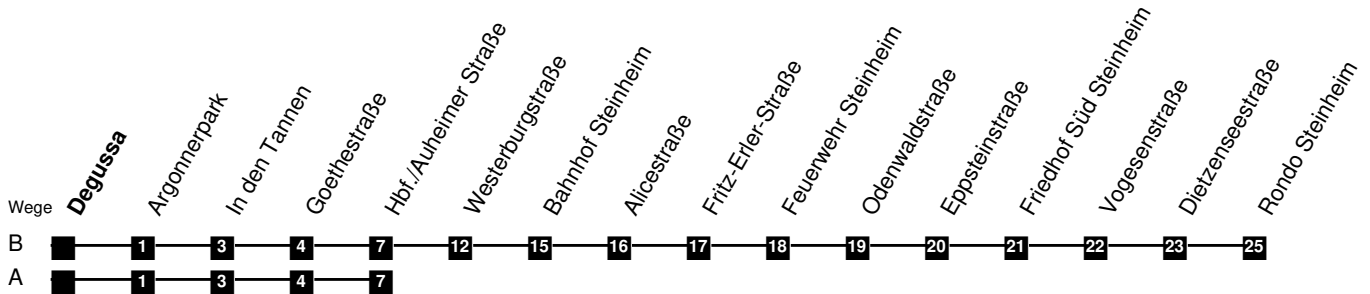 Degussa
Argonnerpark
In den Tannen
Goethestraße
Hbf./Auheimer Straße
Westerburgstraße
Bahnhof Steinheim
Alicestraße
Fritz-Erler-Straße
Feuerwehr Steinheim
Odenwaldstraße
Eppsteinstraße
Friedhof Süd Steinheim
Vogesenstraße
Dietzenseestraße
Rondo Steinheim
Wege
B 1 3 4 7 12 15 16 17 18 19 20 21 22 23 25
A 1 3 4 7